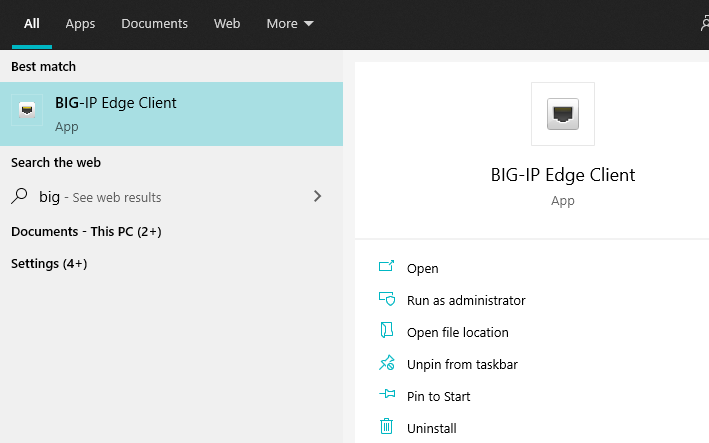 All Apps Documents Web More
Best match
BIG-IP Edge Client
App
Search the web
big - See web results
Documents - This PC (2+)
Settings (4+)
BIG-IP Edge Client
App
Open
Run as administrator
Open file location
Unpin from taskbar
Pin to Start
Uninstall